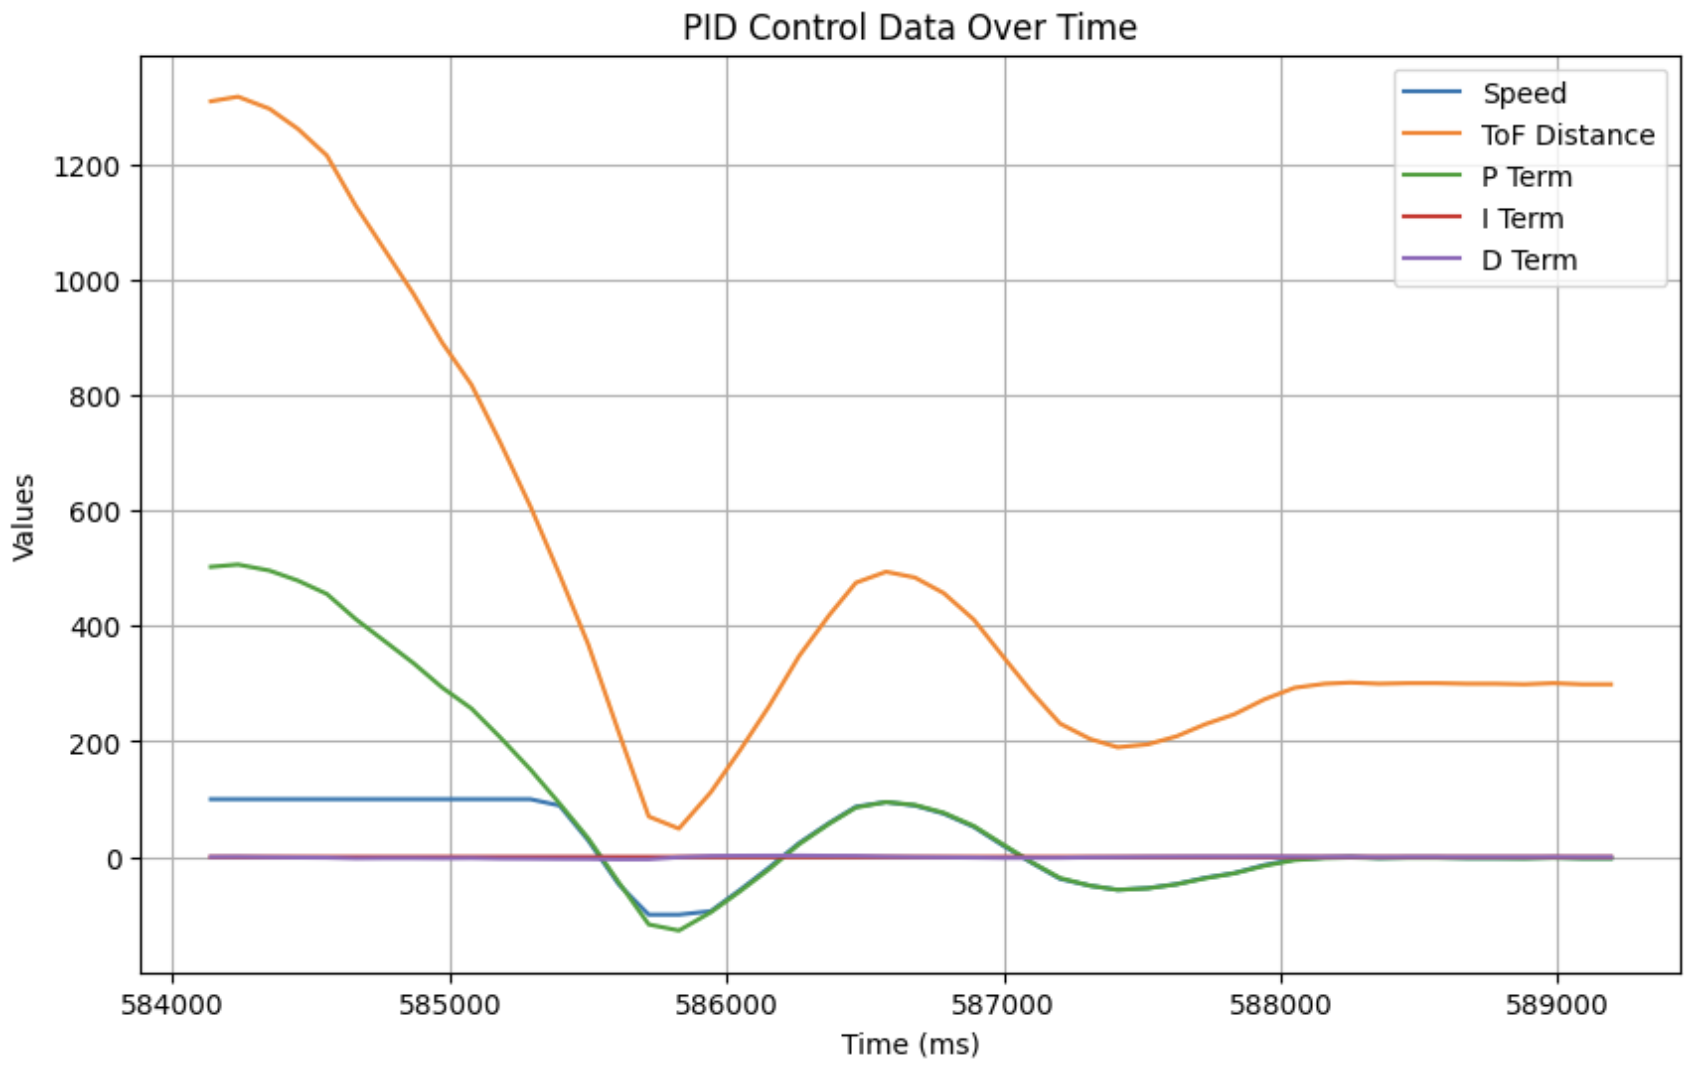 PID Control Data Over Time
Speed
ToF Distance
P Term
I Term
D Term
Values
1200
1000
800
600
400
200
0
584000 585000 586000 587000 588000 589000
Time (ms)